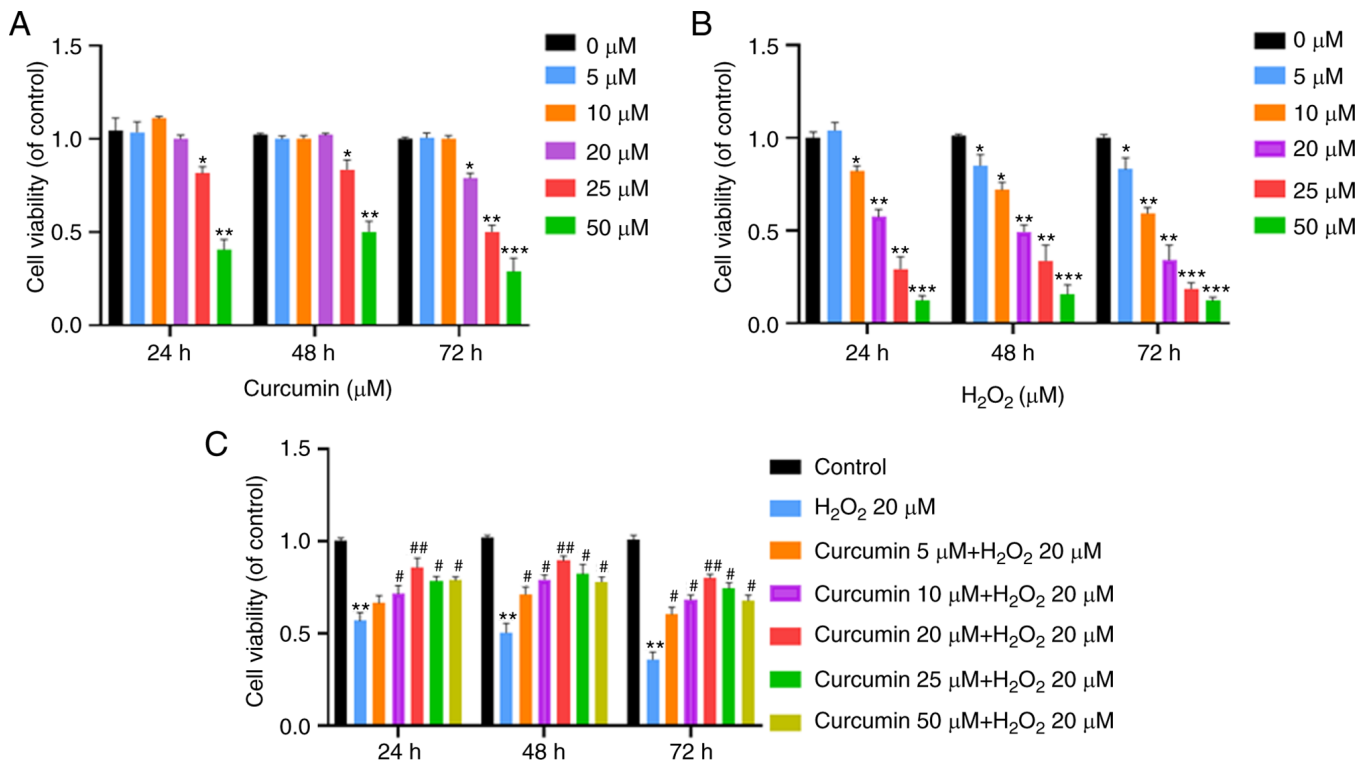 A
Cell viability (of control)
1.5
1.0
0.5
0.0
*
**
*
**
*
**
***
24 h 48 h 72 h
Curcumin (µM)
0 µM
5 µM
10 µM
20 µM
25 µM
50 µM
B
Cell viability (of control)
1.5
1.0
0.5
0.0
*
**
**
***
*
*
**
**
***
*
**
**
***
***
24 h 48 h 72 h
H₂O₂ (µM)
0 µM
5 µM
10 µM
20 µM
25 µM
50 µM
C
Cell viability (of control)
1.5
1.0
0.5
0.0
**
#
##
#
#
**
#
#
##
#
#
**
#
#
##
#
#
24 h 48 h 72 h
Control
H₂O₂ 20 µM
Curcumin 5 µM+H₂O₂ 20 µM
Curcumin 10 µM+H₂O₂ 20 µM
Curcumin 20 µM+H₂O₂ 20 µM
Curcumin 25 µM+H₂O₂ 20 µM
Curcumin 50 µM+H₂O₂ 20 µM